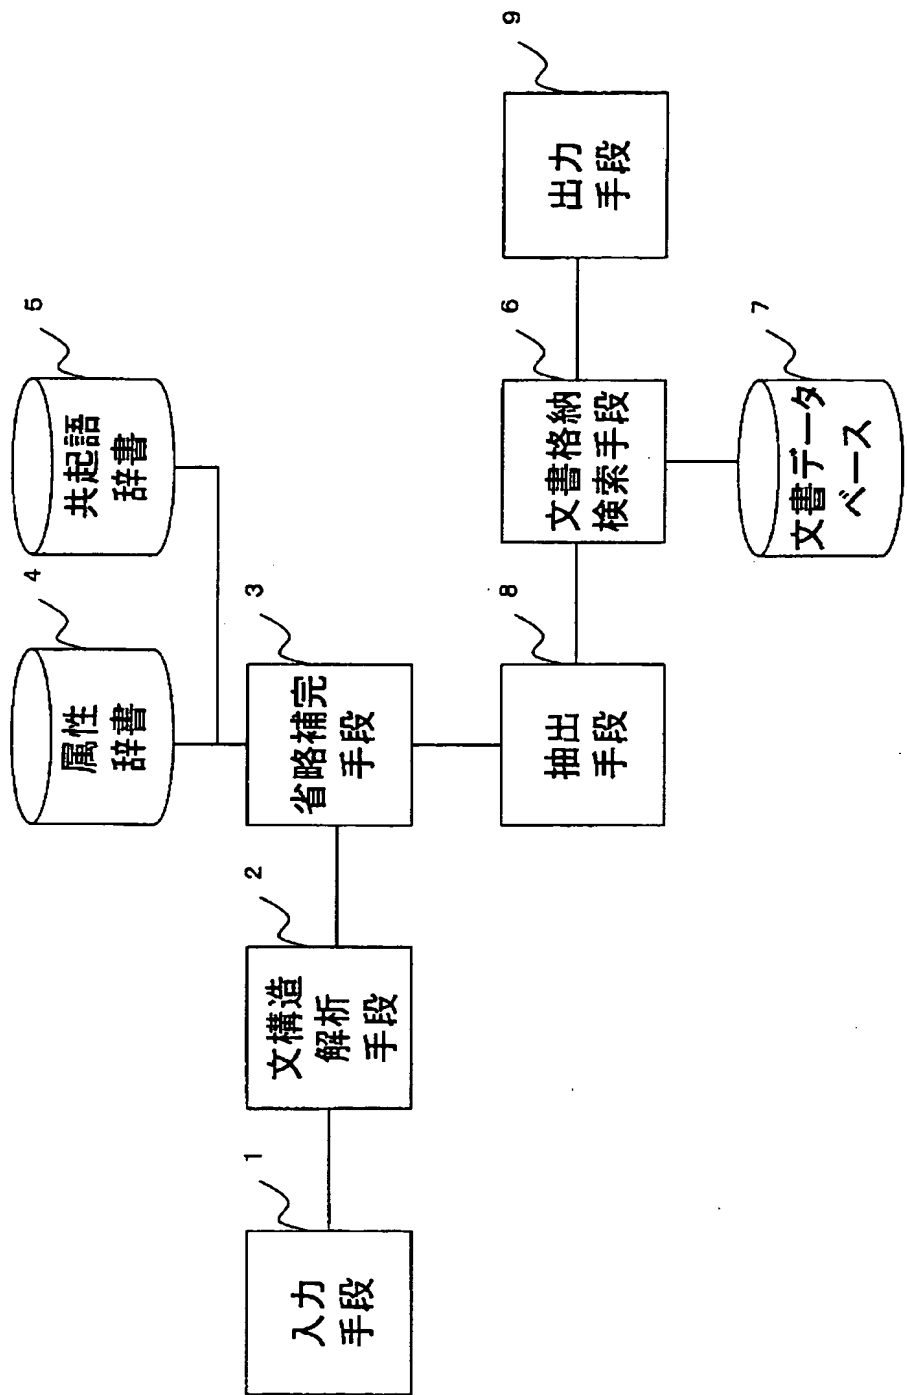 1
入力
手段
2
文構造
解析
手段
3
省略補完
手段
4
属性
辞書
5
共起語
辞書
8
抽出
手段
6
文書格納
検索手段
7
文書データ
ベース
9
出力
手段